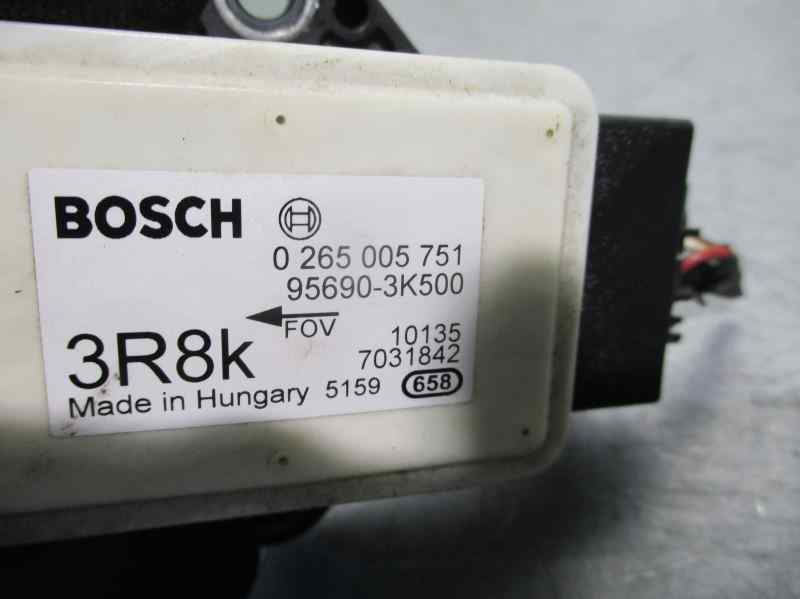 BOSCH
0 265 005 751
95690-3K500
FOV
3R8k
10135
7031842
Made in Hungary 5159 658